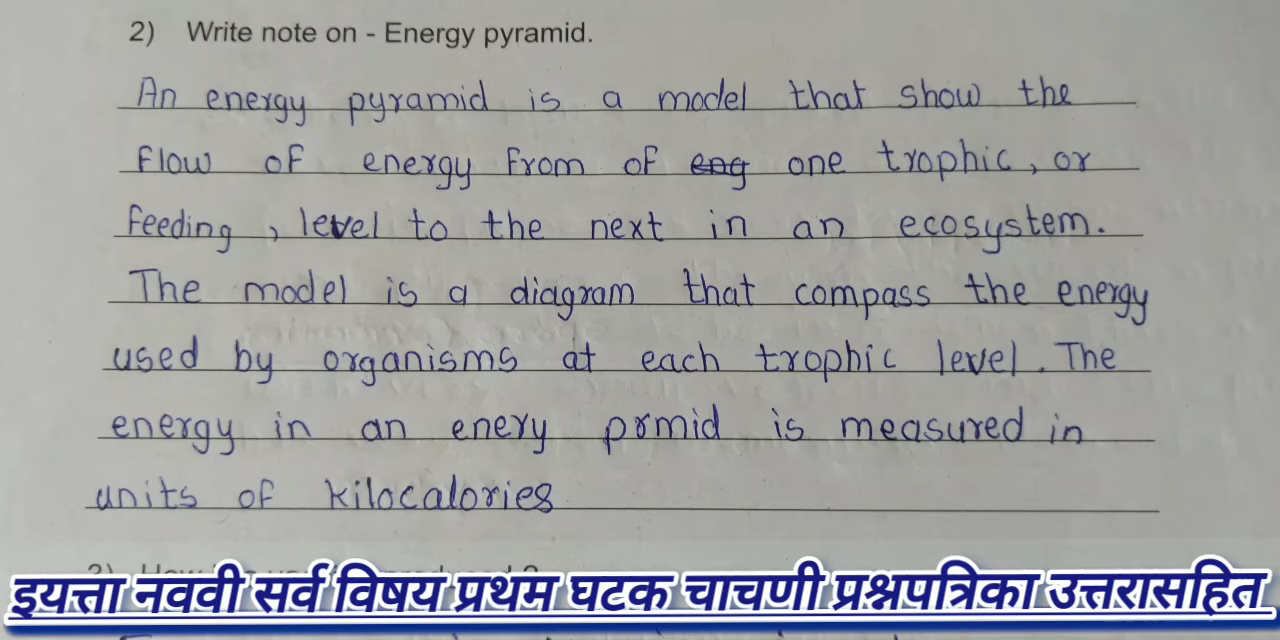 2) Write note on - Energy pyramid.
An energy pyramid is a model that show the
flow of energy from of eng one trophic, or
feeding, level to the next in an ecosystem.
The model is a diagram that compass the energy
used by organisms at each trophic level. The
energy in an enery prmid is measured in
units of kilocalories
इयत्ता नववी सर्व विषय प्रथम घटक चाचणी प्रश्नपत्रिका उत्तरासहित